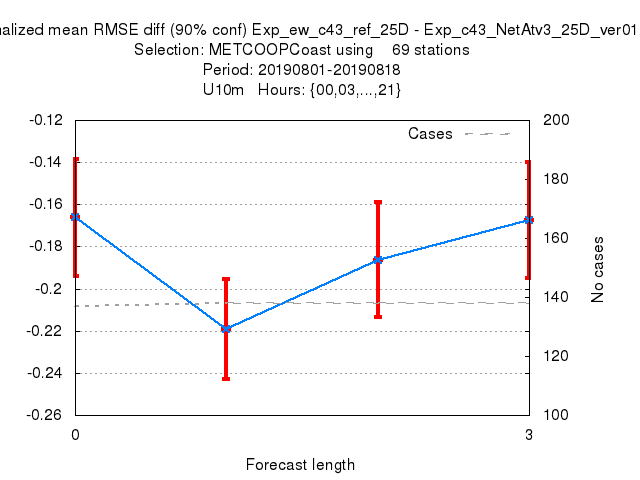 mean RMSE diff (90% conf) Exp_ew_c43_ref_25D - Exp_c43_NetAtv3_25D_ver01
Selection: METCOOPCoast using 69 stations
Period: 20190801-20190818
U10m Hours: {00,03,...,21}
Cases
-0.12
-0.14
-0.16
-0.18
-0.2
-0.22
-0.24
-0.26
200
180
160
140
120
100
No cases
0
3
Forecast length